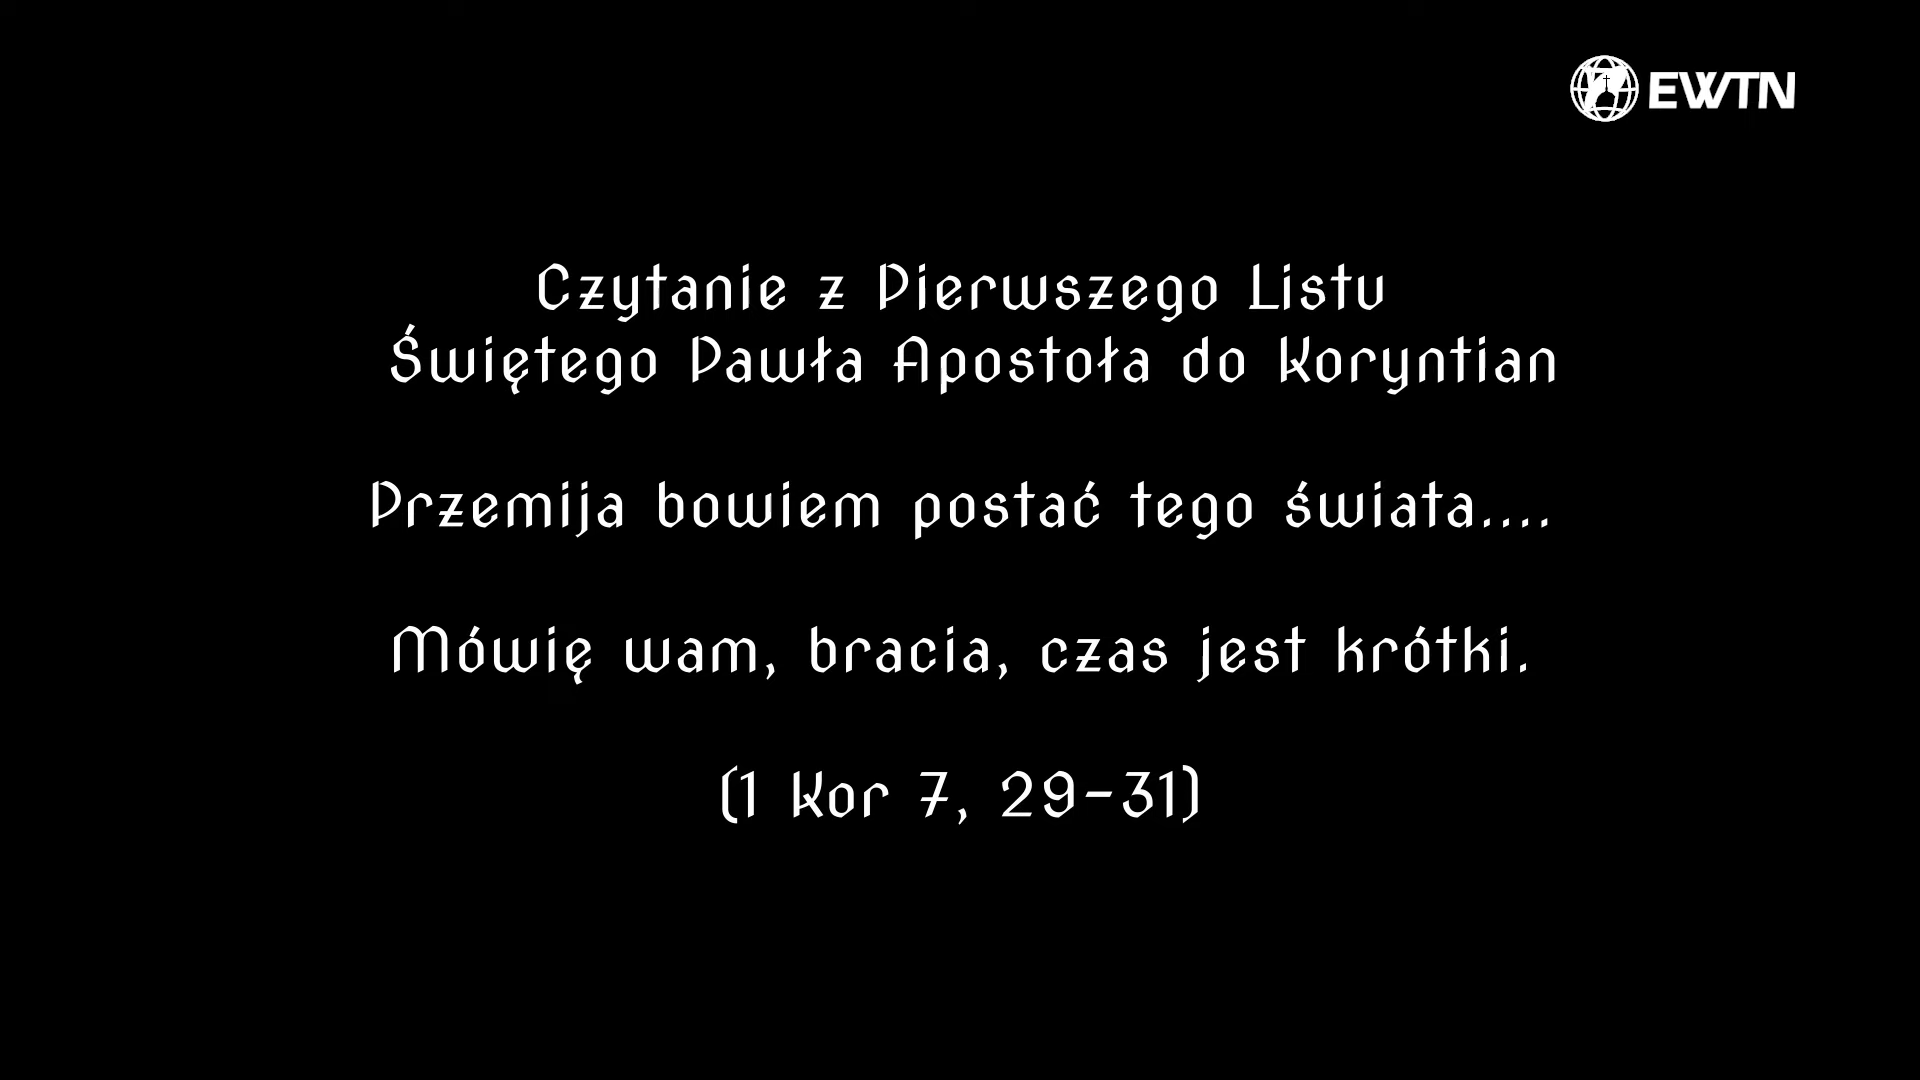 EWTN
Czytanie z Pierwszego Listu
Świętego Pawła Apostoła do Koryntian
Przemija bowiem postać tego świata....
Mówię wam, bracia, czas jest krótki.
(1 Kor 7, 29-31)